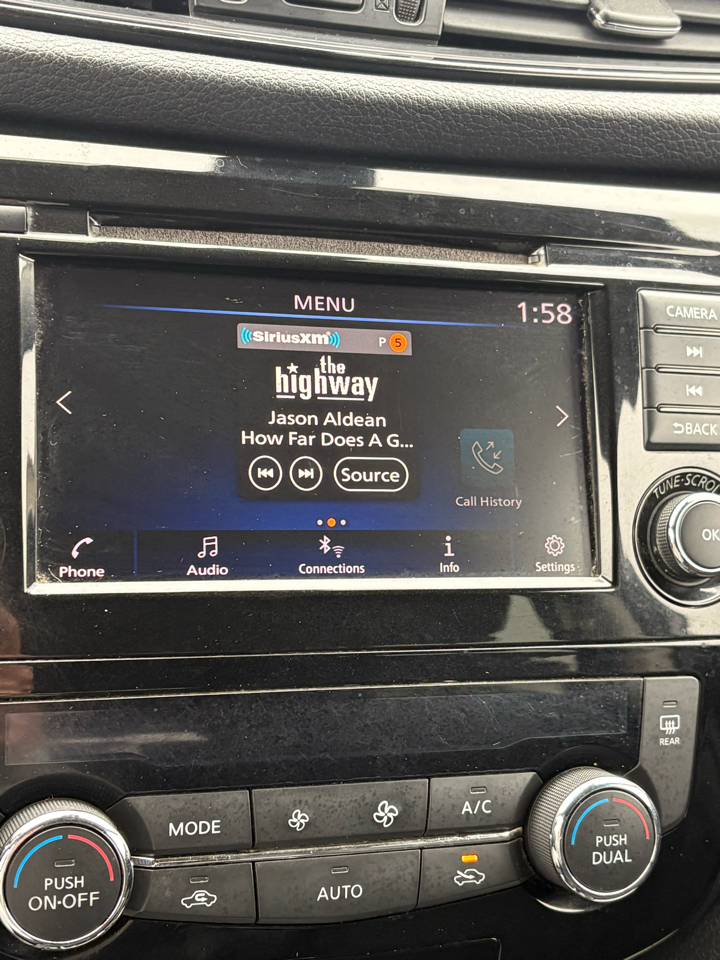 MENU
1:58
SiriusXM
P 5
the
highway
Jason Aldean
How Far Does A G...
Source
Call History
Phone
Audio
Connections
Info
Settings
CAMERA
BACK
TUNE·SCROL
OK
REAR
MODE
A/C
PUSH
ON·OFF
AUTO
PUSH
DUAL